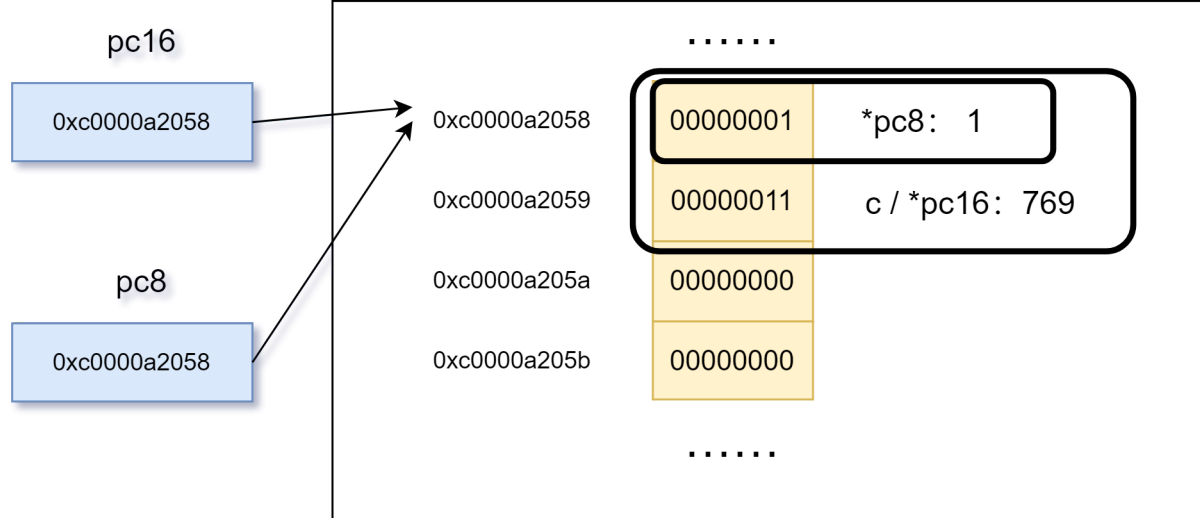 pc16
0xc0000a2058
pc8
0xc0000a2058
......
0xc0000a2058 00000001 *pc8： 1
0xc0000a2059 00000011 c / *pc16：769
0xc0000a205a 00000000
0xc0000a205b 00000000
......